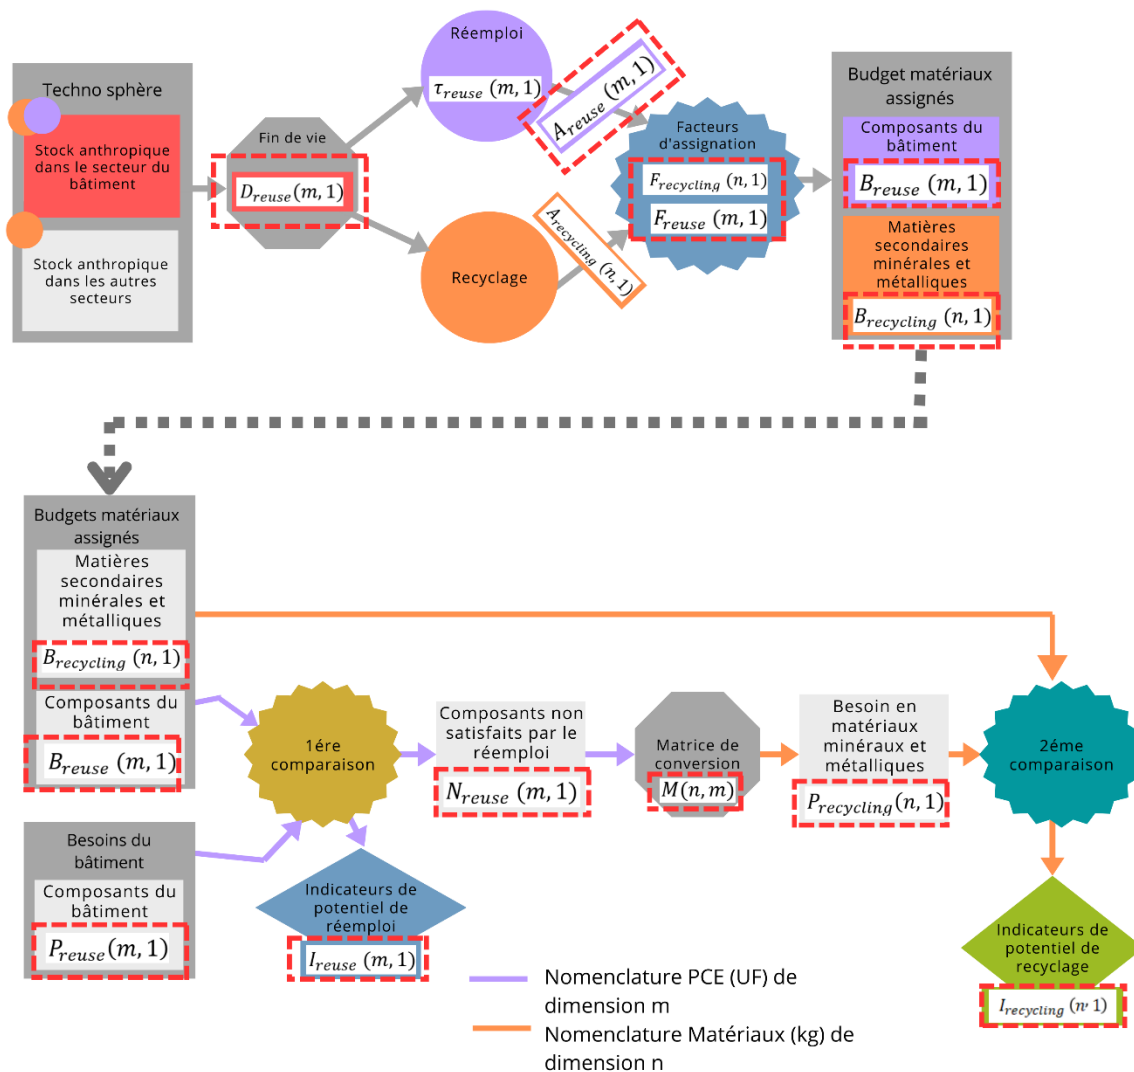 Techno sphère
Stock anthropique
dans le secteur du
bâtiment
Stock anthropique
dans les autres
secteurs
Fin de vie
D_reuse(m, 1)
Réemploi
τ_reuse (m, 1)
A_reuse (m, 1)
Recyclage
A_recycling (n, 1)
Facteurs
d'assignation
F_recycling (n, 1)
F_reuse (m, 1)
Budget matériaux
assignés
Composants du
bâtiment
B_reuse (m, 1)
Matières
secondaires
minérales et
métalliques
B_recycling (n, 1)
Budgets matériaux
assignés
Matières
secondaires
minérales et
métalliques
B_recycling (n, 1)
Composants du
bâtiment
B_reuse (m, 1)
Besoins du
bâtiment
Composants du
bâtiment
P_reuse(m, 1)
1ére
comparaison
Indicateurs de
potentiel de
réemploi
I_reuse (m, 1)
Composants non
satisfaits par le
réemploi
N_reuse (m, 1)
Matrice de
conversion
M(n, m)
Besoin en
matériaux
minéraux et
métalliques
P_recycling(n, 1)
2éme
comparaison
Indicateurs de
potentiel de
recyclage
I_recycling (n, 1)
Nomenclature PCE (UF) de
dimension m
Nomenclature Matériaux (kg) de
dimension n